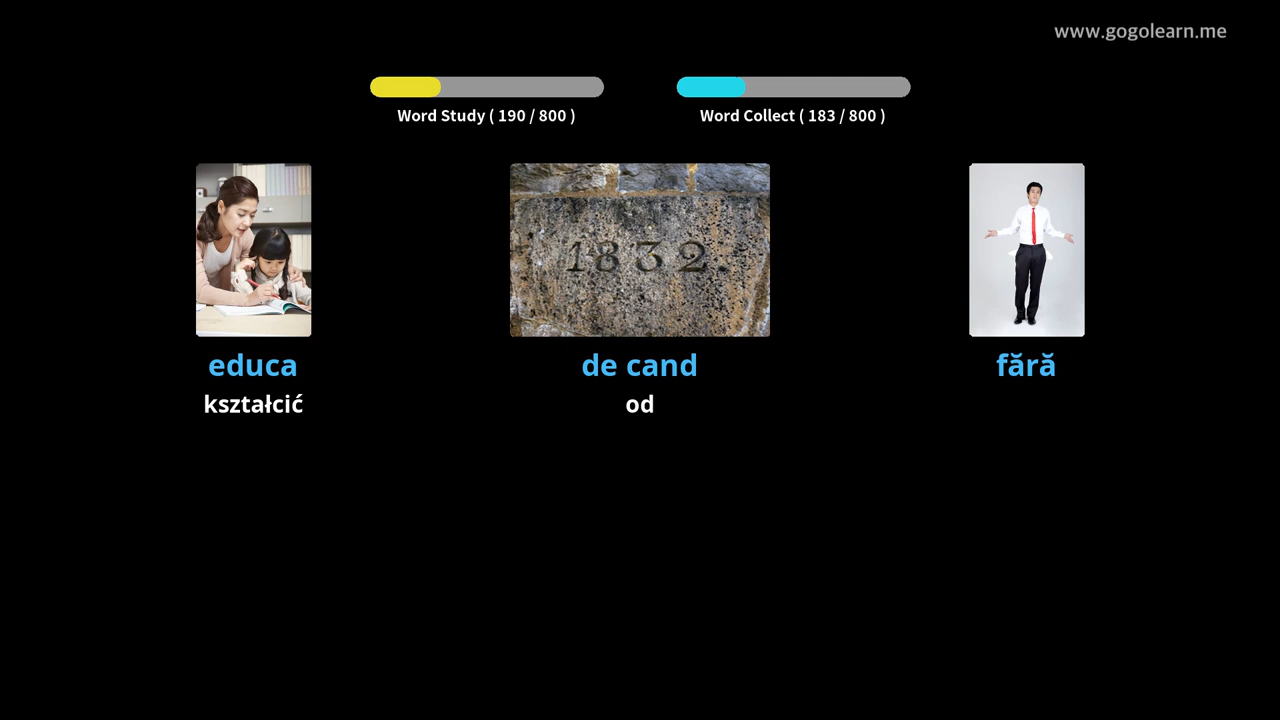 www.gogolearn.me
Word Study ( 190 / 800 )
Word Collect ( 183 / 800 )
1832
educa
de cand
fără
kształcić
od